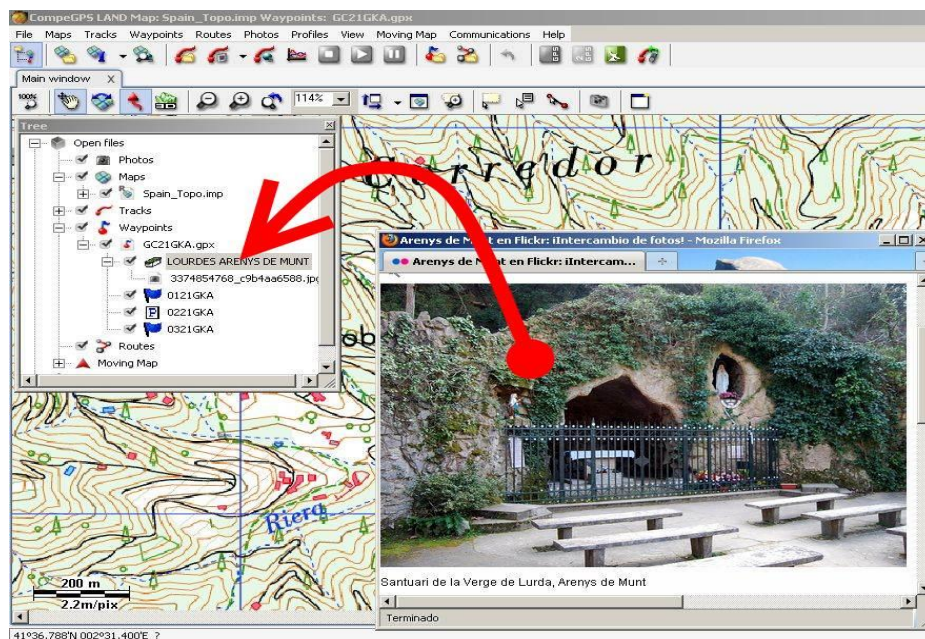 CompeGPS LAND Map: Spain_Topo.imp Waypoints: GC21GKA.gpx
File Maps Tracks Waypoints Routes Photos Profiles View Moving Map Communications Help
Main window X
100%
114%
Tree
Open files
Photos
Maps
Spain_Topo.imp
Tracks
Waypoints
GC21GKA.gpx
LOURDES ARENYS DE MUNT
3374854768_c9b4aa6588.jpg
0121GKA
P 0221GKA
0321GKA
Routes
Moving Map
Corredor
ob
Arenys de Munt en Flickr: ¡Intercambio de fotos! - Mozilla Firefox
Arenys de Munt en Flickr: ¡Intercam...
Santuari de la Verge de Lurda, Arenys de Munt
Terminado
Riera
200 m
2.2m/pix
41°36.788'N 002°31.400'E ?